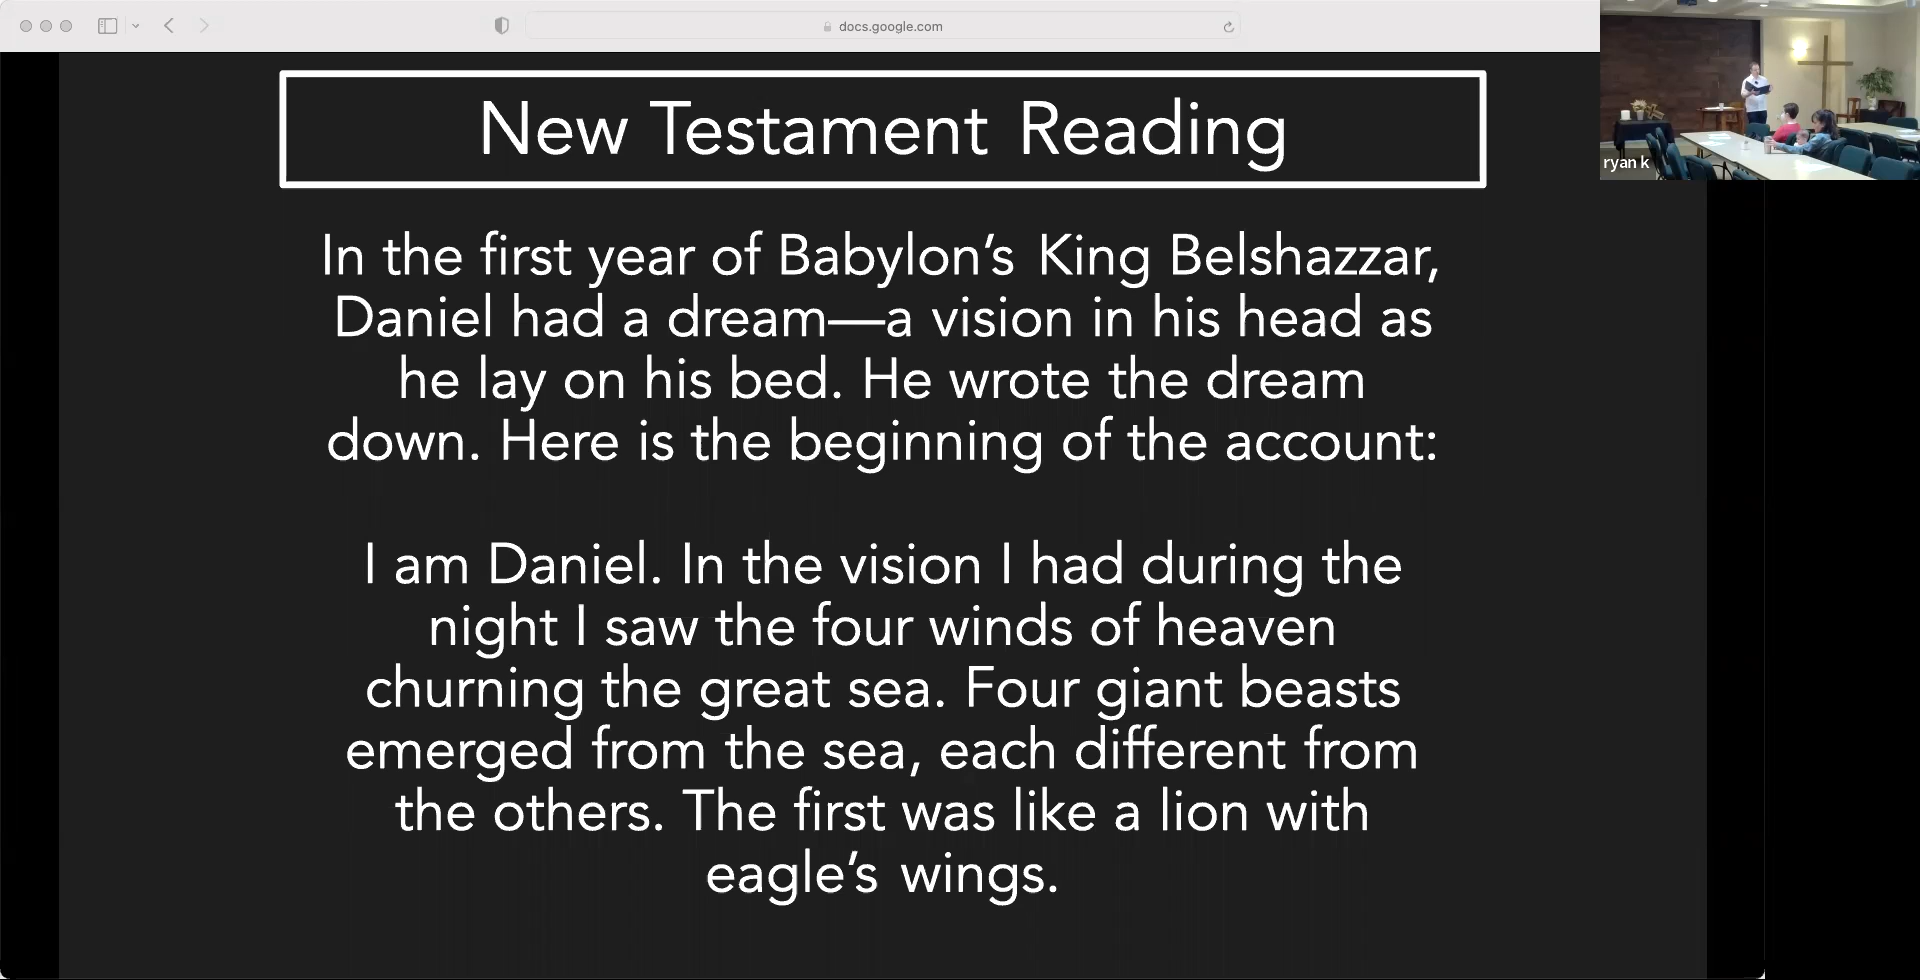 docs.google.com
ryan k
New Testament Reading
In the first year of Babylon’s King Belshazzar,
Daniel had a dream—a vision in his head as
he lay on his bed. He wrote the dream
down. Here is the beginning of the account:
I am Daniel. In the vision I had during the
night I saw the four winds of heaven
churning the great sea. Four giant beasts
emerged from the sea, each different from
the others. The first was like a lion with
eagle’s wings.